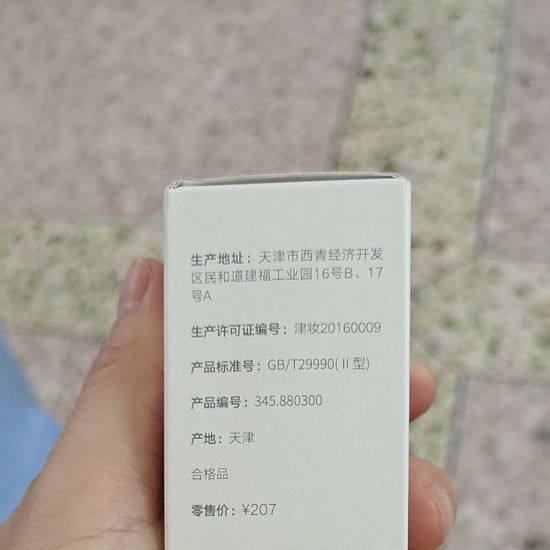 生产地址：天津市西青经济开发
区民和道建福工业园16号B、17
号A
生产许可证编号：津妆20160009
产品标准号：GB/T29990(Ⅱ型)
产品编号：345.880300
产地：天津
合格品
零售价：¥207